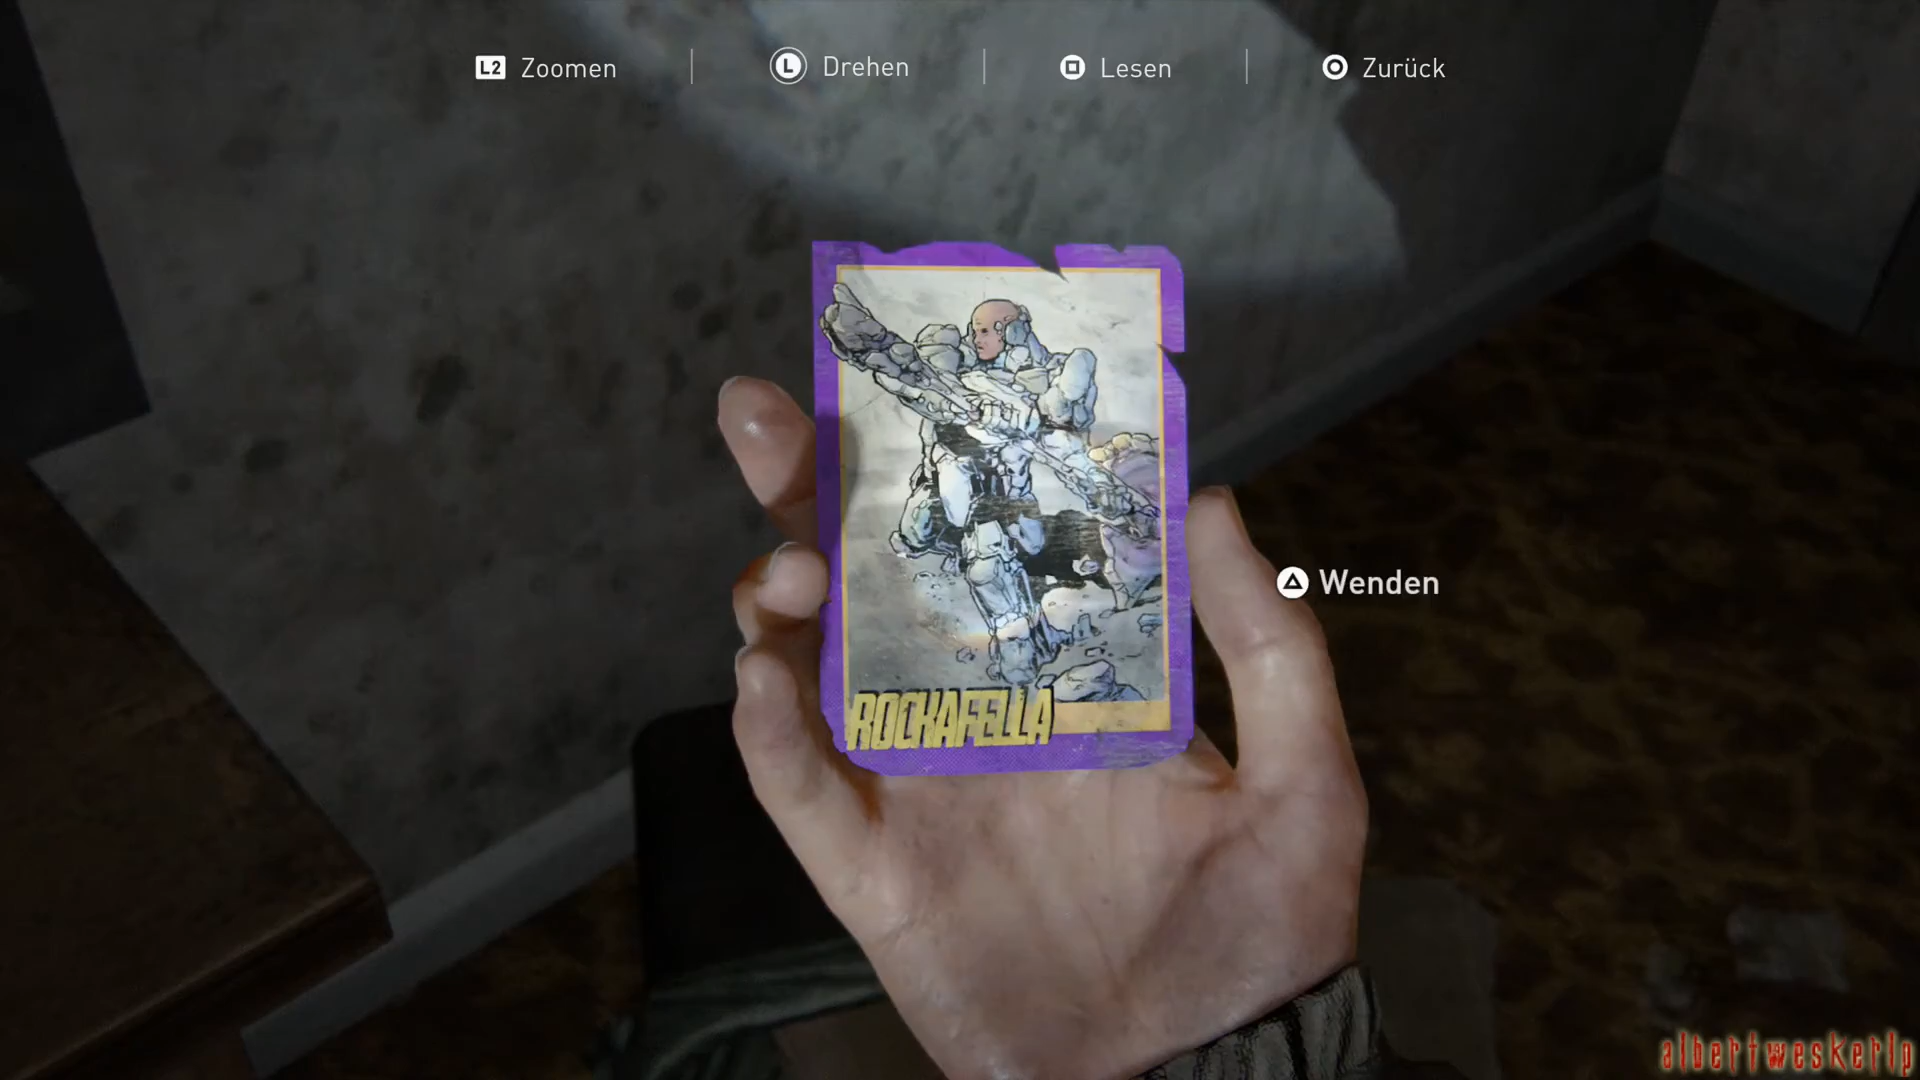 L2 Zoomen
L Drehen
Lesen
Zurück
Wenden
ROCKAFELLA
albertweskerlp